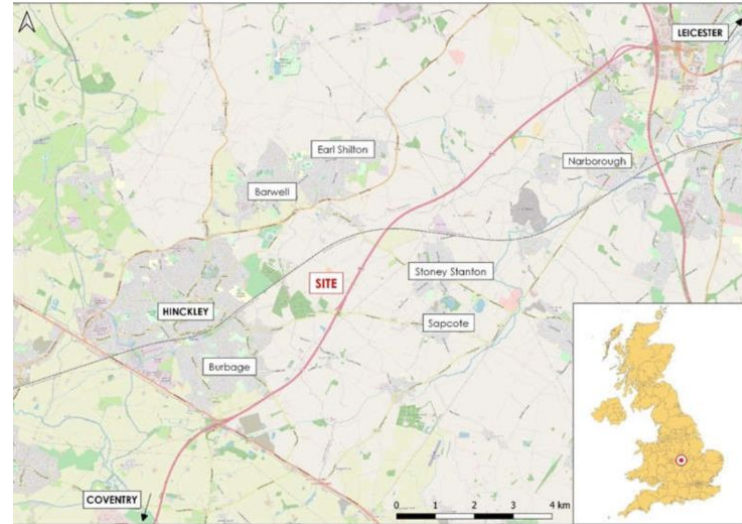 LEICESTER
Earl Shilton
Narborough
Barwell
Stoney Stanton
SITE
HINCKLEY
Sapcote
Burbage
COVENTRY
0 1 2 3 4 km